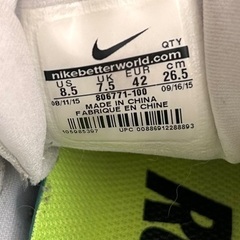 QTY
nikebetterworld.com
US UK EUR cm
8.5 7.5 42 26.5
08/11/15 806771-100 09/16/15
MADE IN CHINA
FABRIQUE EN CHINE
UPC 00886912288893